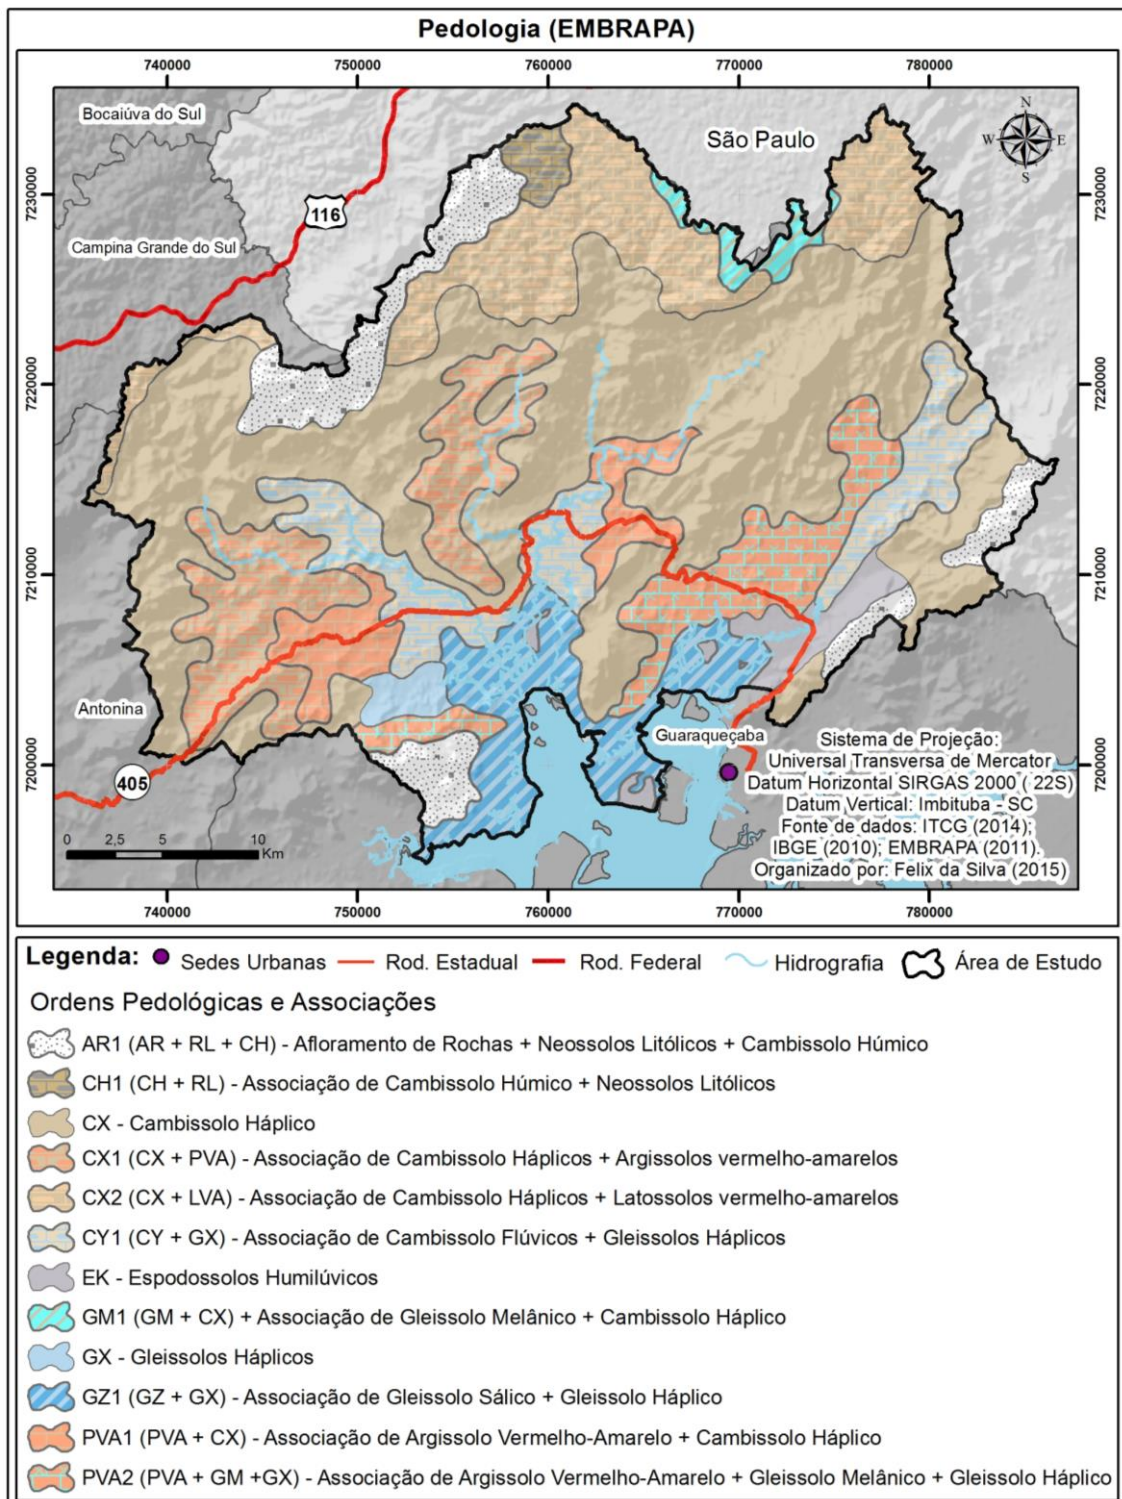 Pedologia (EMBRAPA)
740000 750000 760000 770000 780000
Bocaiúva do Sul
São Paulo
N
W E
S
7230000 7230000
116
Campina Grande do Sul
7220000 7220000
7210000 7210000
Antonina
Guaraqueçaba
405
7200000 7200000
Sistema de Projeção:
Universal Transversa de Mercator
Datum Horizontal SIRGAS 2000 ( 22S)
Datum Vertical: Imbituba - SC
Fonte de dados: ITCG (2014);
IBGE (2010); EMBRAPA (2011).
Organizado por: Felix da Silva (2015)
0 2,5 5 10
Km
740000 750000 760000 770000 780000
Legenda: Sedes Urbanas Rod. Estadual Rod. Federal Hidrografia Área de Estudo
Ordens Pedológicas e Associações
AR1 (AR + RL + CH) - Afloramento de Rochas + Neossolos Litólicos + Cambissolo Húmico
CH1 (CH + RL) - Associação de Cambissolo Húmico + Neossolos Litólicos
CX - Cambissolo Háplico
CX1 (CX + PVA) - Associação de Cambissolo Háplicos + Argissolos vermelho-amarelos
CX2 (CX + LVA) - Associação de Cambissolo Háplicos + Latossolos vermelho-amarelos
CY1 (CY + GX) - Associação de Cambissolo Flúvicos + Gleissolos Háplicos
EK - Espodossolos Humilúvicos
GM1 (GM + CX) + Associação de Gleissolo Melânico + Cambissolo Háplico
GX - Gleissolos Háplicos
GZ1 (GZ + GX) - Associação de Gleissolo Sálico + Gleissolo Háplico
PVA1 (PVA + CX) - Associação de Argissolo Vermelho-Amarelo + Cambissolo Háplico
PVA2 (PVA + GM +GX) - Associação de Argissolo Vermelho-Amarelo + Gleissolo Melânico + Gleissolo Háplico